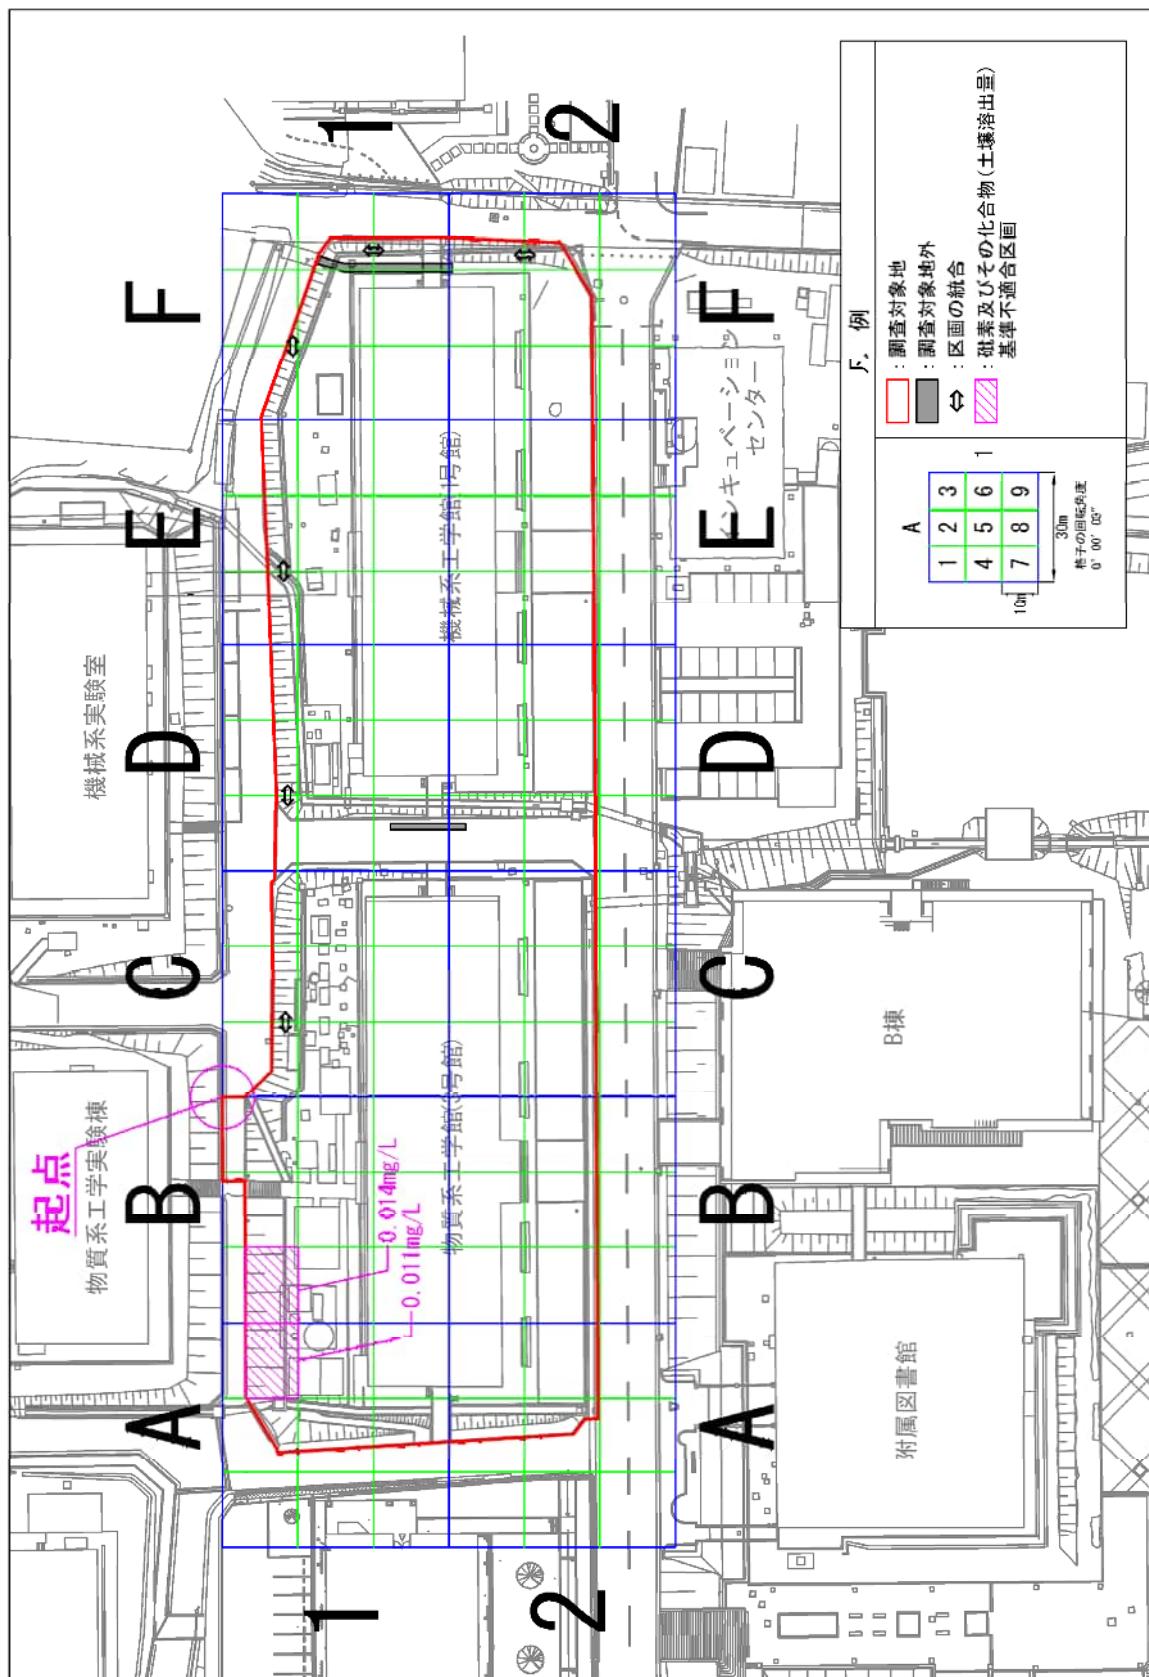 A
B
C
D
E
F
1
2
起点
物質系工学実験棟
機械系実験室
0.014mg/L
0.011mg/L
物質系工学館(3号館)
機械系工学館(1号館)
1
2
A
B
C
D
E
F
附属図書館
B棟
インキュベーション
センター
凡 例
: 調査対象地
: 調査対象地外
: 区画の統合
: 砒素及びその化合物(土壌溶出量)
基準不適合区画
A
1 2 3
4 5 6
7 8 9
1
10m
30m
格子の回転角度
0° 00' 03"